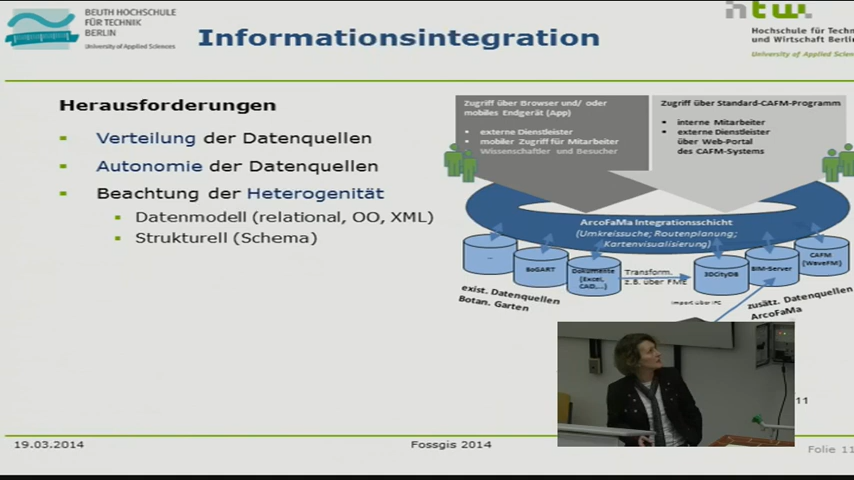 BEUTH HOCHSCHULE
FÜR TECHNIK
BERLIN
University of Applied Sciences
Informationsintegration
htw
Hochschule für Techn
und Wirtschaft Berlin
University of Applied Scien
Herausforderungen
Verteilung der Datenquellen
Autonomie der Datenquellen
Beachtung der Heterogenität
Datenmodell (relational, OO, XML)
Strukturell (Schema)
Zugriff über Browser und/ oder
mobiles Endgerät (App)
externe Dienstleister
mobiler Zugriff für Mitarbeiter
Wissenschaftler und Besucher
Zugriff über Standard-CAFM-Programm
interne Mitarbeiter
externe Dienstleister
über Web-Portal
des CAFM-Systems
ArcoFaMa Integrationsschicht
(Umkreissuche; Routenplanung;
Kartenvisualisierung)
...
BoGART
Dokumente
(Excel,
CAD,...)
Transform.
z.B. über FME
3DCityDB
BIM-Server
CAFM
(WaveFM)
exist. Datenquellen
Botan. Garten
import über IFC
zusätz. Datenquellen
ArcoFaMa
11
19.03.2014
Fossgis 2014
Folie 11